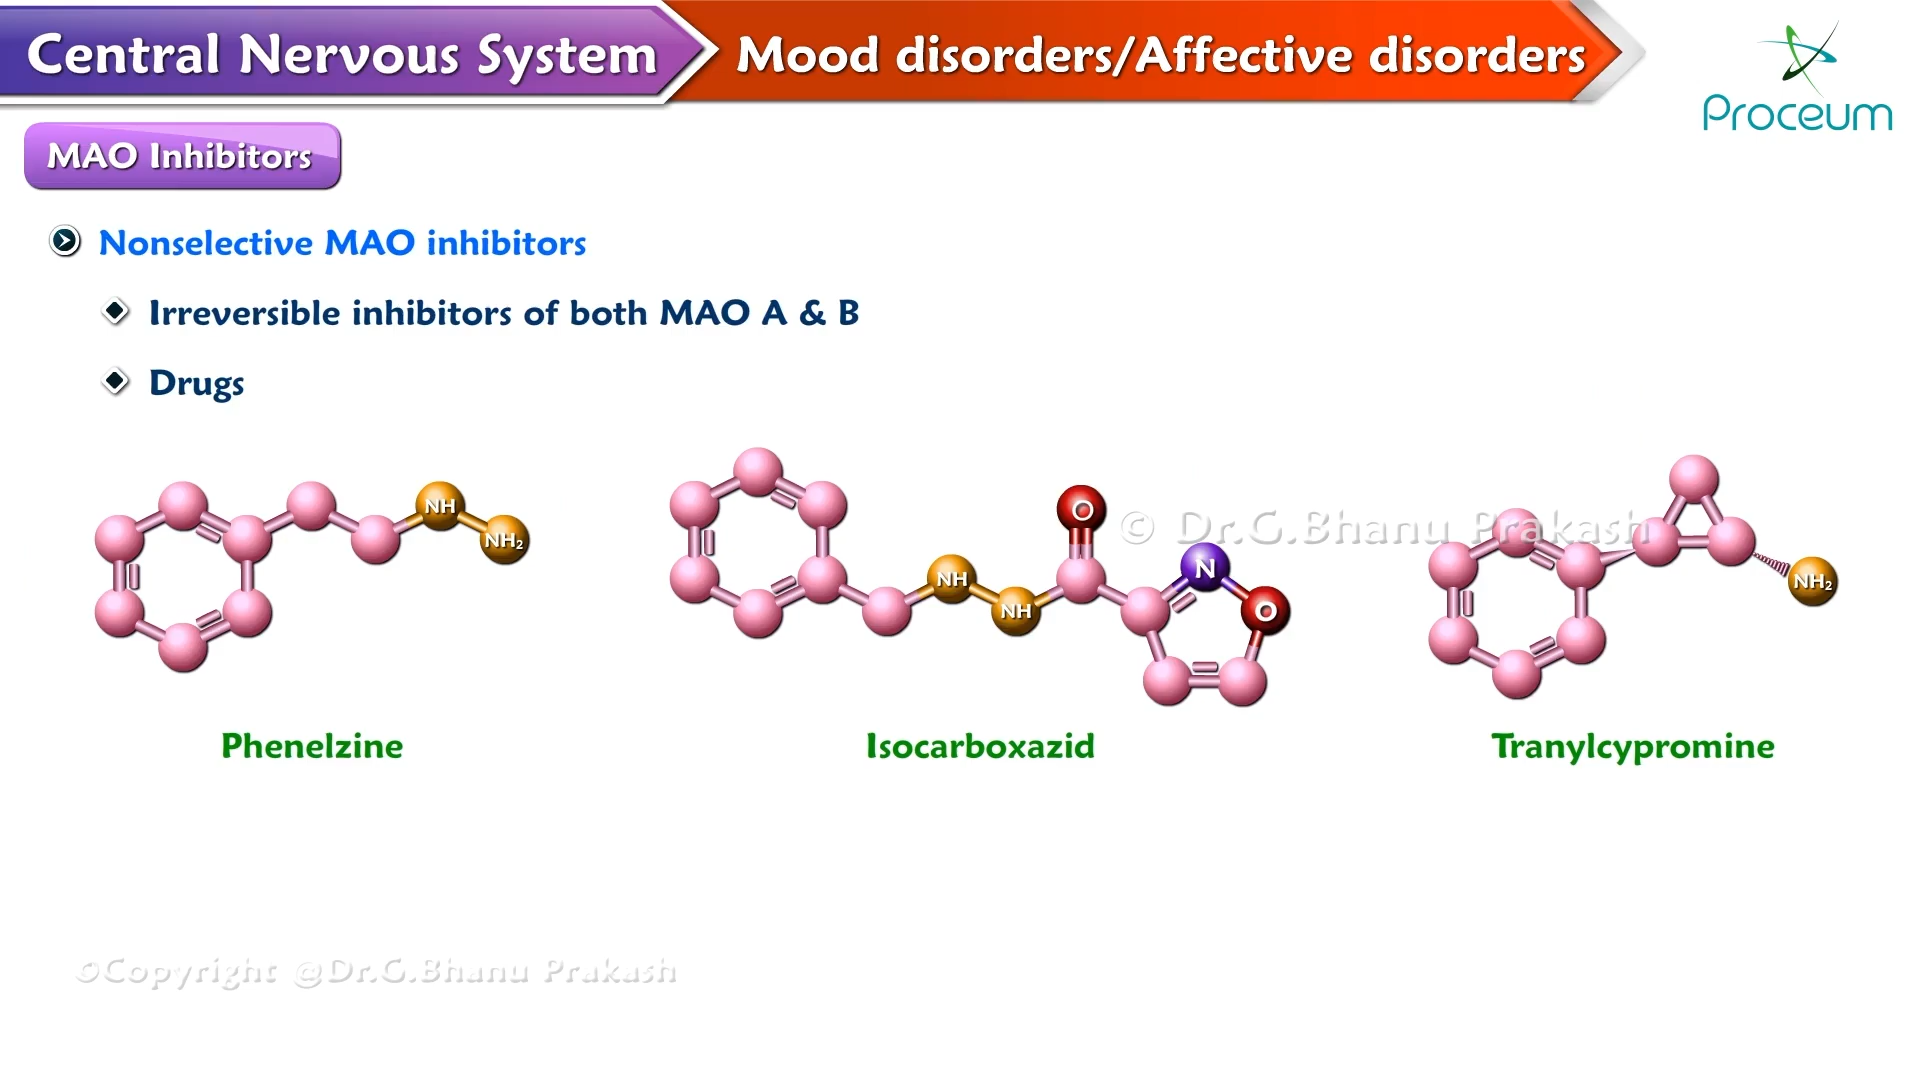 Central Nervous System
Mood disorders/Affective disorders
Proceum
MAO Inhibitors
Nonselective MAO inhibitors
Irreversible inhibitors of both MAO A & B
Drugs
NH
NH₂
NH
NH
O
N
O
NH₂
© Dr.G.Bhanu Prakash
Phenelzine
Isocarboxazid
Tranylcypromine
©Copyright @Dr.G.Bhanu Prakash